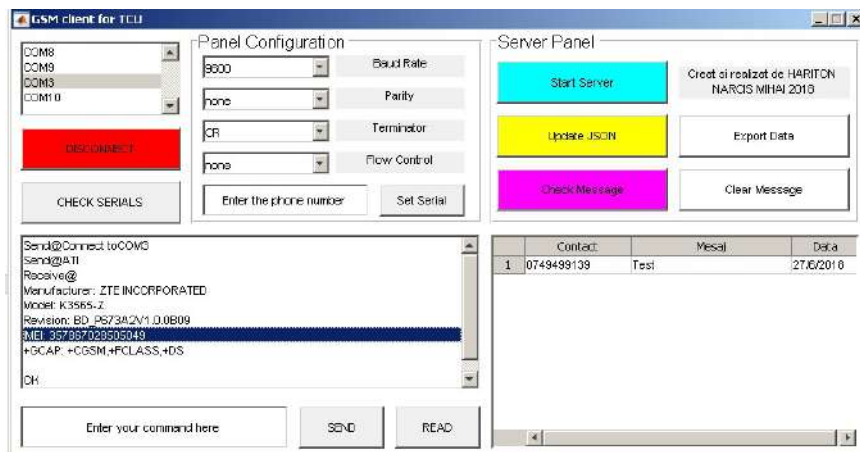 GSM client for TCU
COM8
COM9
COM3
COM10
DISCONNECT
CHECK SERIALS
Panel Configuration
9600
Baud Rate
none
Parity
CR
Terminator
none
Flow Control
Enter the phone number
Set Serial
Server Panel
Start Server
Creat si realizat de HARITON
NARCIS MIHAI 2016
Update JSON
Export Data
Check Message
Clear Message
Send@Connect toCOM3
Send@ATI
Receive@
Manufacturer: ZTE INCORPORATED
Model: K3565-Z
Revision: BD_P673A2V1.0.0B09
IMEI: 357867029505049
+GCAP: +CGSM,+FCLASS,+DS
OK
Enter your command here
SEND
READ
Contact Mesaj Data
1 0749499139 Test 27/6/2016